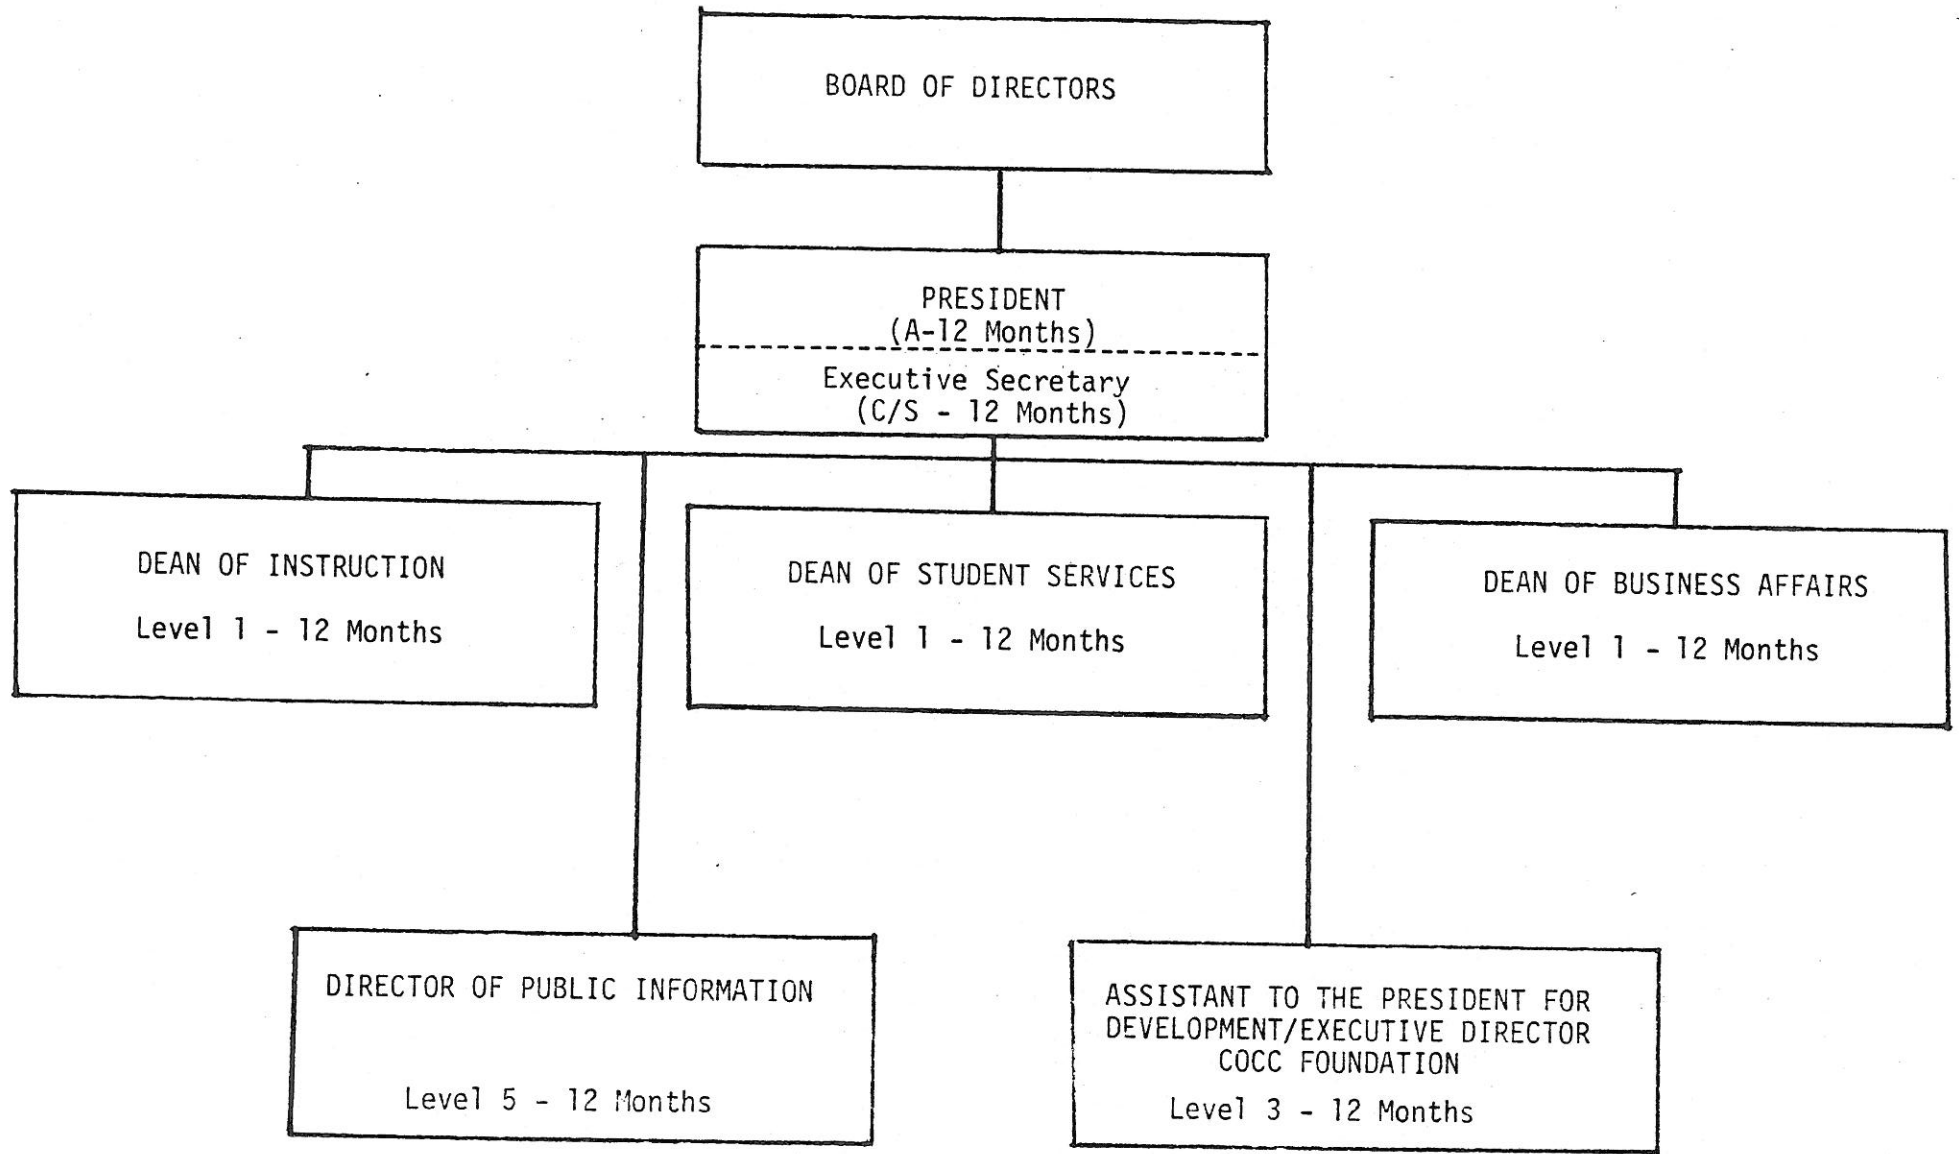 BOARD OF DIRECTORS
PRESIDENT
(A-12 Months)
Executive Secretary
(C/S - 12 Months)
DEAN OF INSTRUCTION
Level 1 - 12 Months
DEAN OF STUDENT SERVICES
Level 1 - 12 Months
DEAN OF BUSINESS AFFAIRS
Level 1 - 12 Months
DIRECTOR OF PUBLIC INFORMATION
Level 5 - 12 Months
ASSISTANT TO THE PRESIDENT FOR
DEVELOPMENT/EXECUTIVE DIRECTOR
COCC FOUNDATION
Level 3 - 12 Months